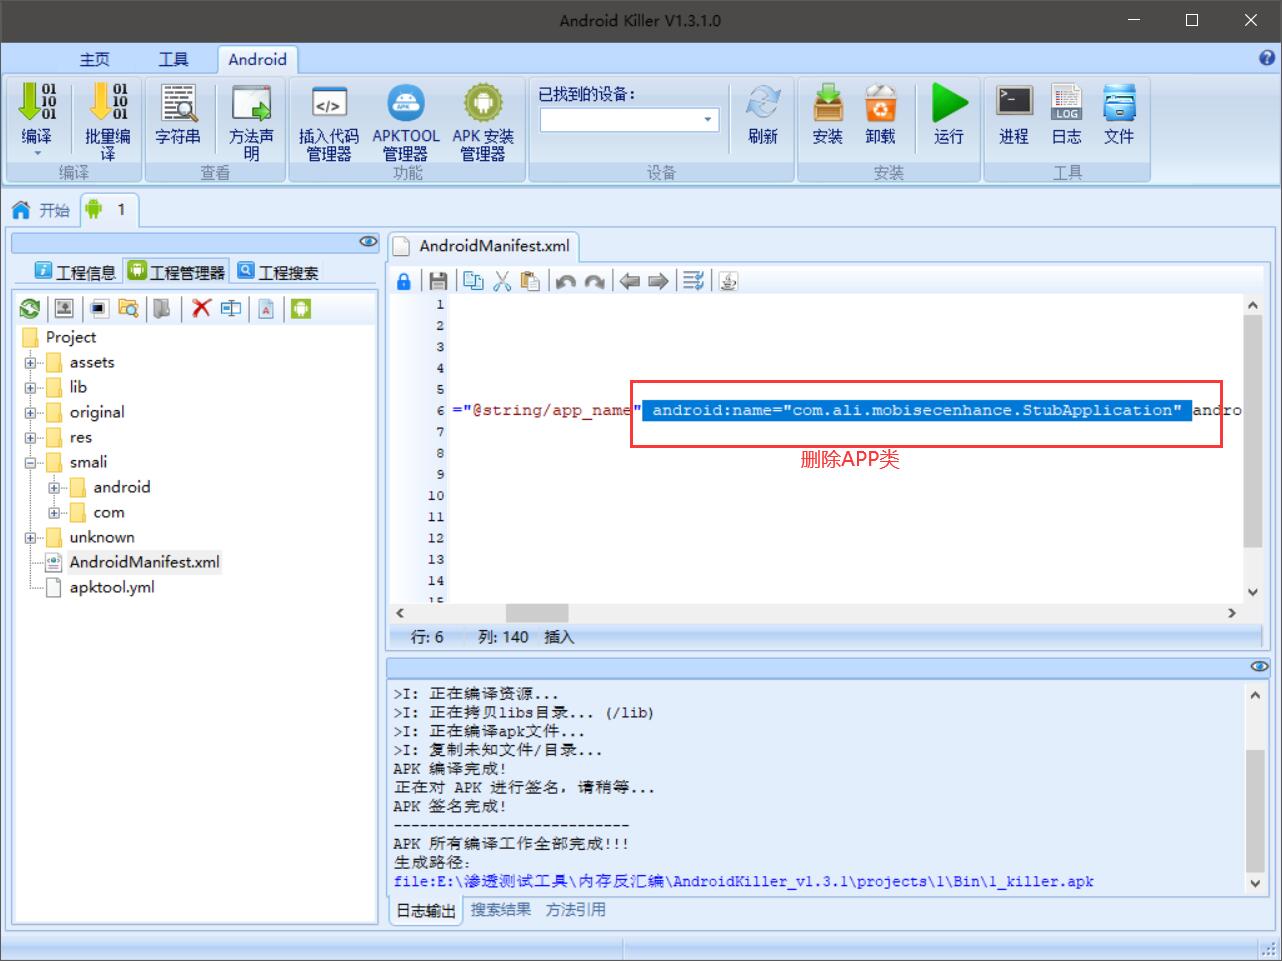 Android Killer V1.3.1.0
主页 工具 Android
编译
批量编
译
字符串
方法声
明
插入代码
管理器
APKTOOL
管理器
APK 安装
管理器
已找到的设备:
刷新
安装
卸载
运行
进程
日志
文件
编译 查看 功能 设备 安装 工具
开始 1
工程信息 工程管理器 工程搜索
Project
assets
lib
original
res
smali
android
com
unknown
AndroidManifest.xml
apktool.yml
AndroidManifest.xml
1
2
3
4
5
6 ="@string/app_name" android:name="com.ali.mobisecenhance.StubApplication" andro
7
8
删除APP类
9
10
11
12
13
14
15
行: 6 列: 140 插入
>I: 正在编译资源...
>I: 正在拷贝libs目录... (/lib)
>I: 正在编译apk文件...
>I: 复制未知文件/目录...
APK 编译完成!
正在对 APK 进行签名，请稍等...
APK 签名完成!
---------------------------
APK 所有编译工作全部完成!!!
生成路径:
file:E:\渗透测试工具\内存反汇编\AndroidKiller_v1.3.1\projects\1\Bin\1_killer.apk
日志输出 搜索结果 方法引用